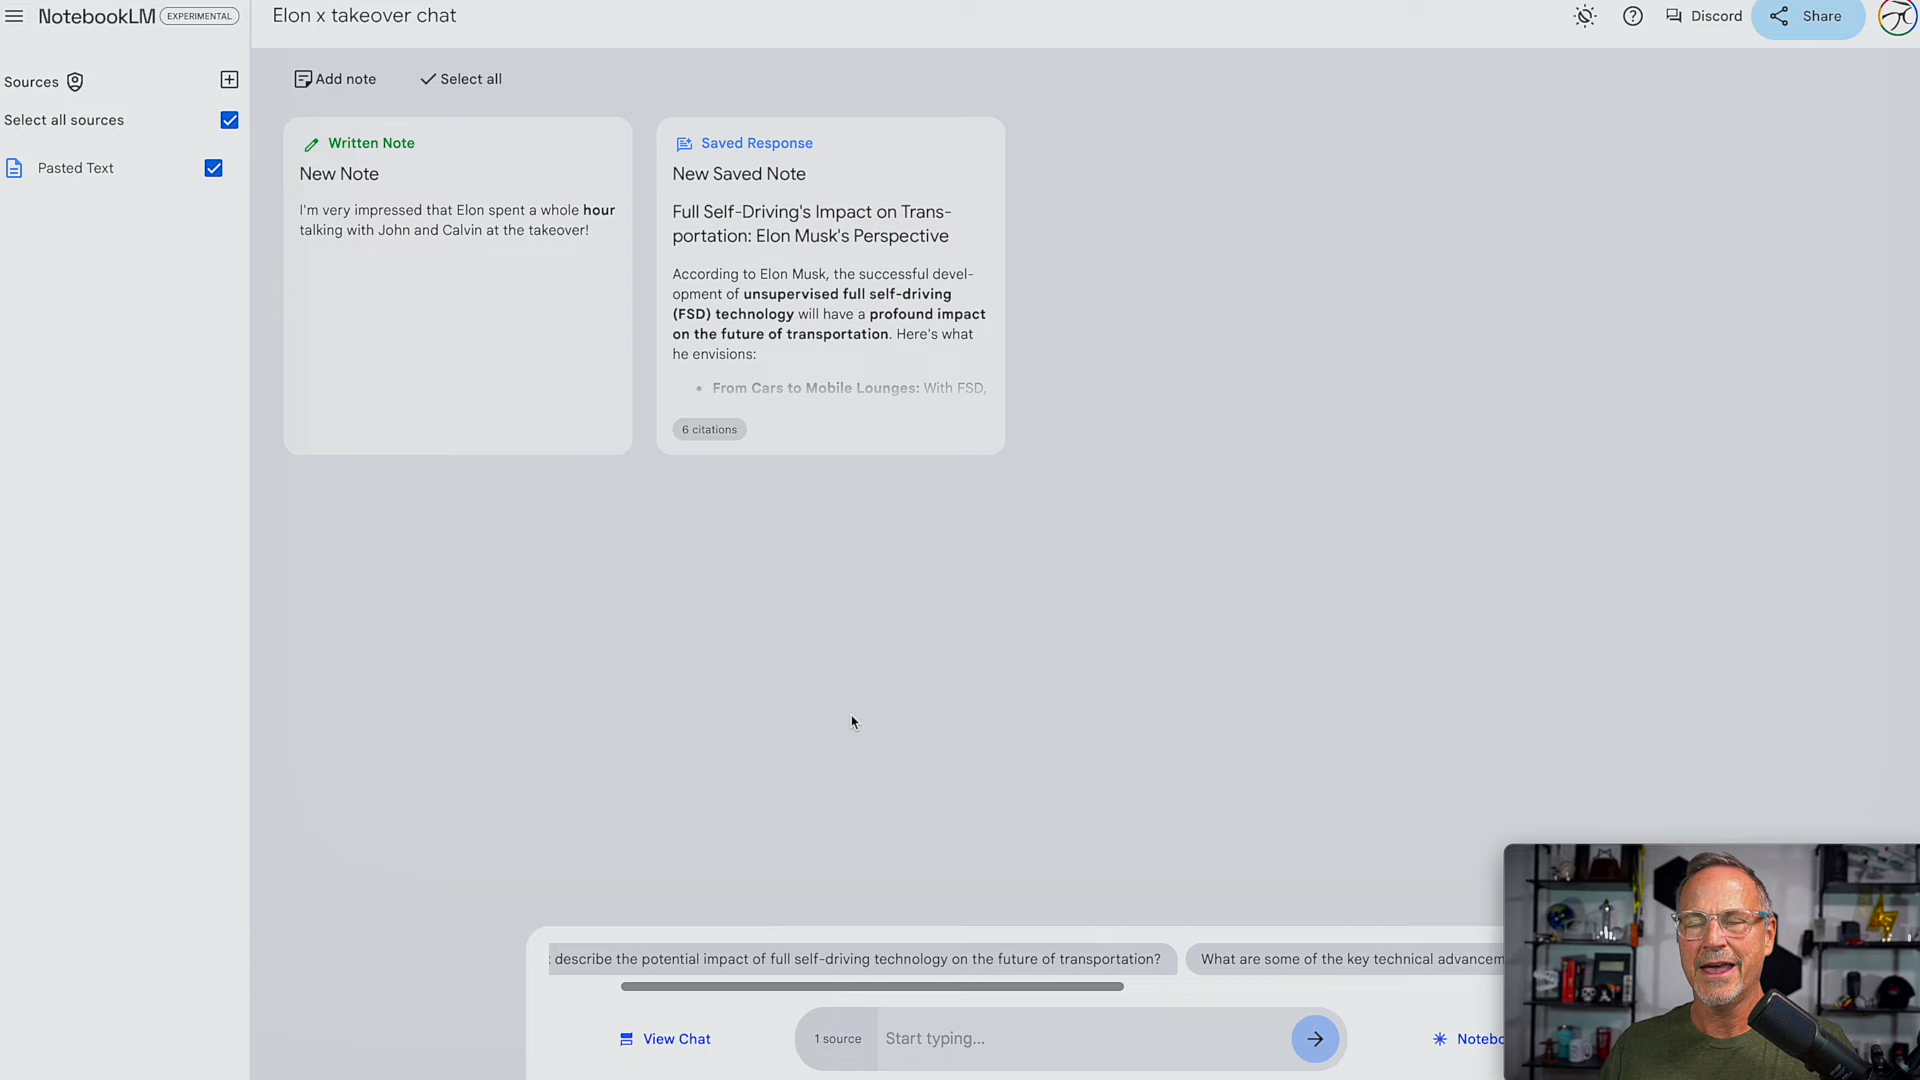 NotebookLM EXPERIMENTAL
Elon x takeover chat
Discord
Share
Sources
Add note
Select all
Select all sources
Pasted Text
Written Note
New Note
I'm very impressed that Elon spent a whole hour
talking with John and Calvin at the takeover!
Saved Response
New Saved Note
Full Self-Driving's Impact on Trans-
portation: Elon Musk's Perspective
According to Elon Musk, the successful devel-
opment of unsupervised full self-driving
(FSD) technology will have a profound impact
on the future of transportation. Here's what
he envisions:
• From Cars to Mobile Lounges: With FSD,
6 citations
describe the potential impact of full self-driving technology on the future of transportation?
What are some of the key technical advancem
View Chat
1 source
Start typing...
Notebo